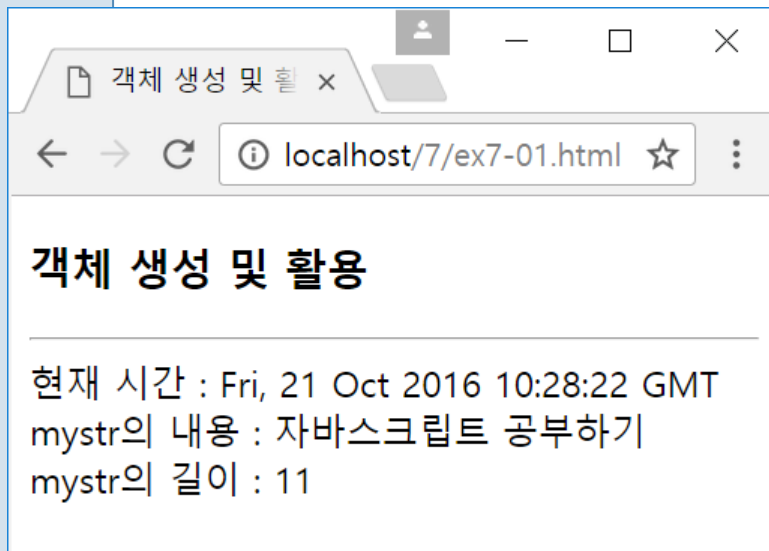 객체 생성 및 활
localhost/7/ex7-01.html
객체 생성 및 활용
현재 시간 : Fri, 21 Oct 2016 10:28:22 GMT
mystr의 내용 : 자바스크립트 공부하기
mystr의 길이 : 11